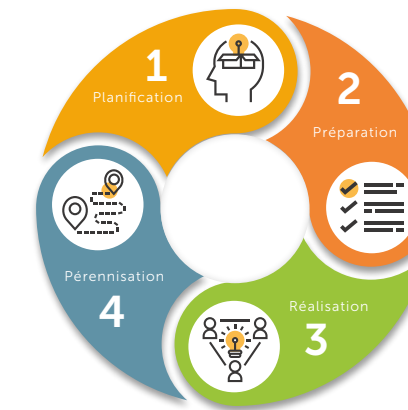 1
Planification
2
Préparation
Réalisation
3
Pérennisation
4